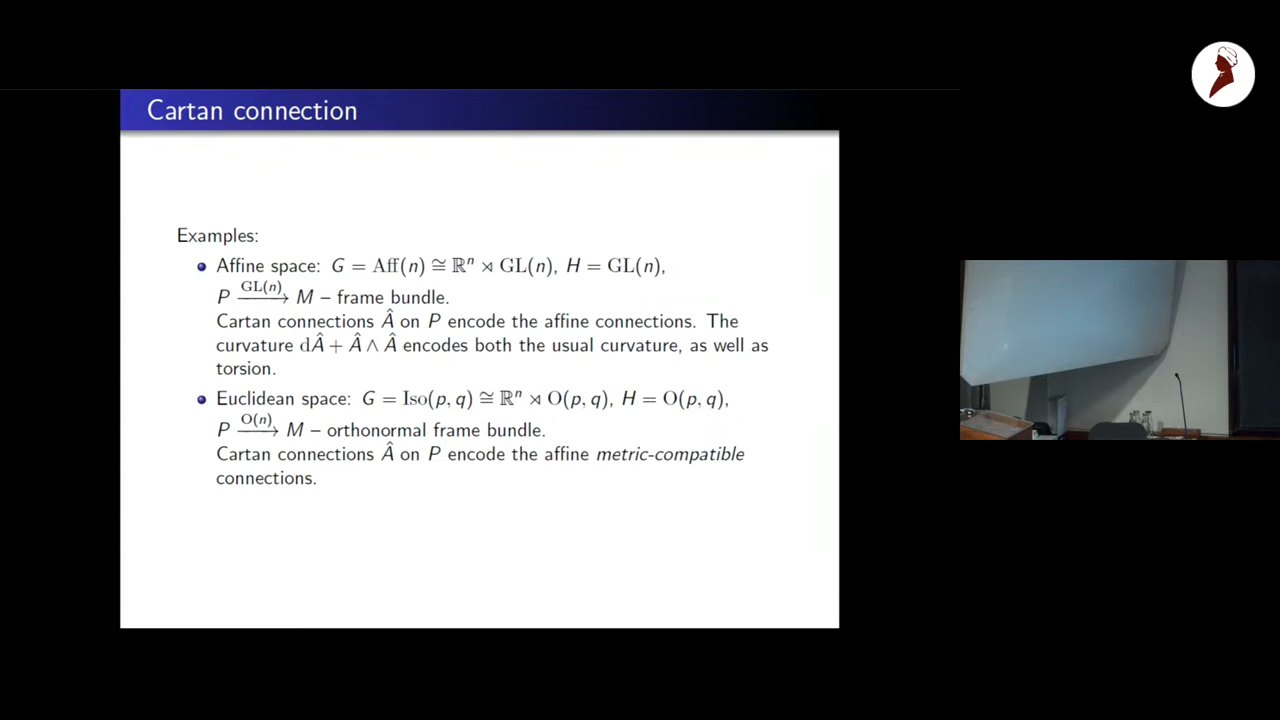 Cartan connection
Examples:
Affine space: G = Aff(n) ≅ ℝⁿ ⋊ GL(n), H = GL(n),
P —GL(n)→ M – frame bundle.
Cartan connections Â on P encode the affine connections. The
curvature dÂ + Â ∧ Â encodes both the usual curvature, as well as
torsion.
Euclidean space: G = Iso(p, q) ≅ ℝⁿ ⋊ O(p, q), H = O(p, q),
P —O(n)→ M – orthonormal frame bundle.
Cartan connections Â on P encode the affine metric-compatible
connections.